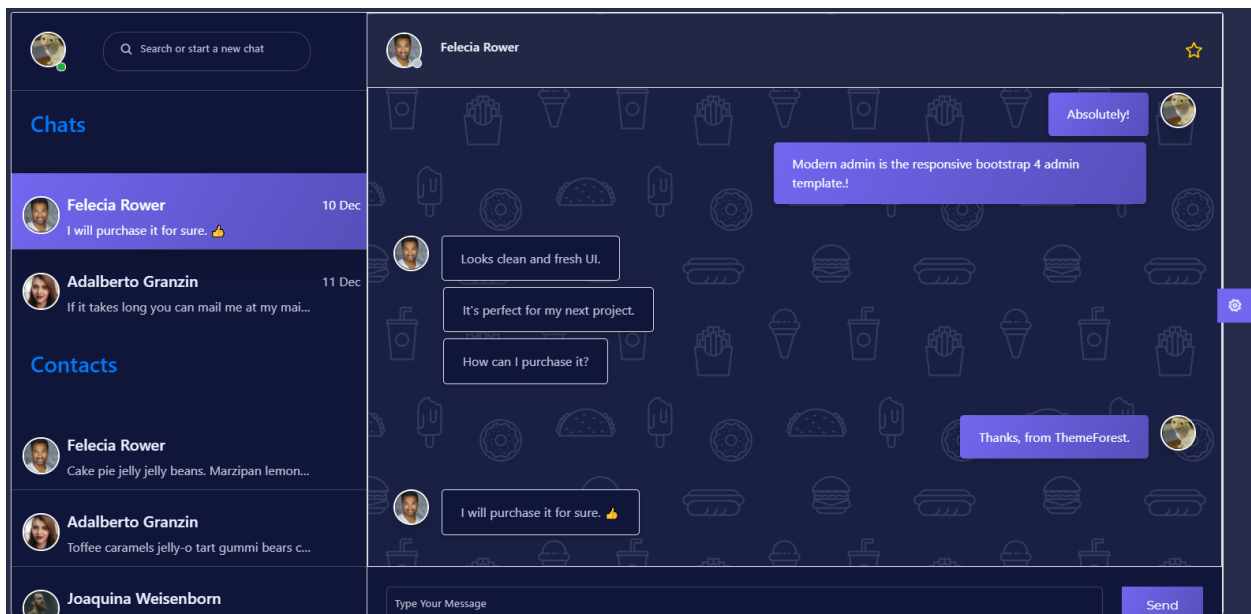 Search or start a new chat
Chats
Felecia Rower
10 Dec
I will purchase it for sure. 👍
Adalberto Granzin
11 Dec
If it takes long you can mail me at my mai...
Contacts
Felecia Rower
Cake pie jelly jelly beans. Marzipan lemon...
Adalberto Granzin
Toffee caramels jelly-o tart gummi bears c...
Joaquina Weisenborn
Felecia Rower
Absolutely!
Modern admin is the responsive bootstrap 4 admin
template.!
Looks clean and fresh UI.
It's perfect for my next project.
How can I purchase it?
Thanks, from ThemeForest.
I will purchase it for sure. 👍
Type Your Message
Send